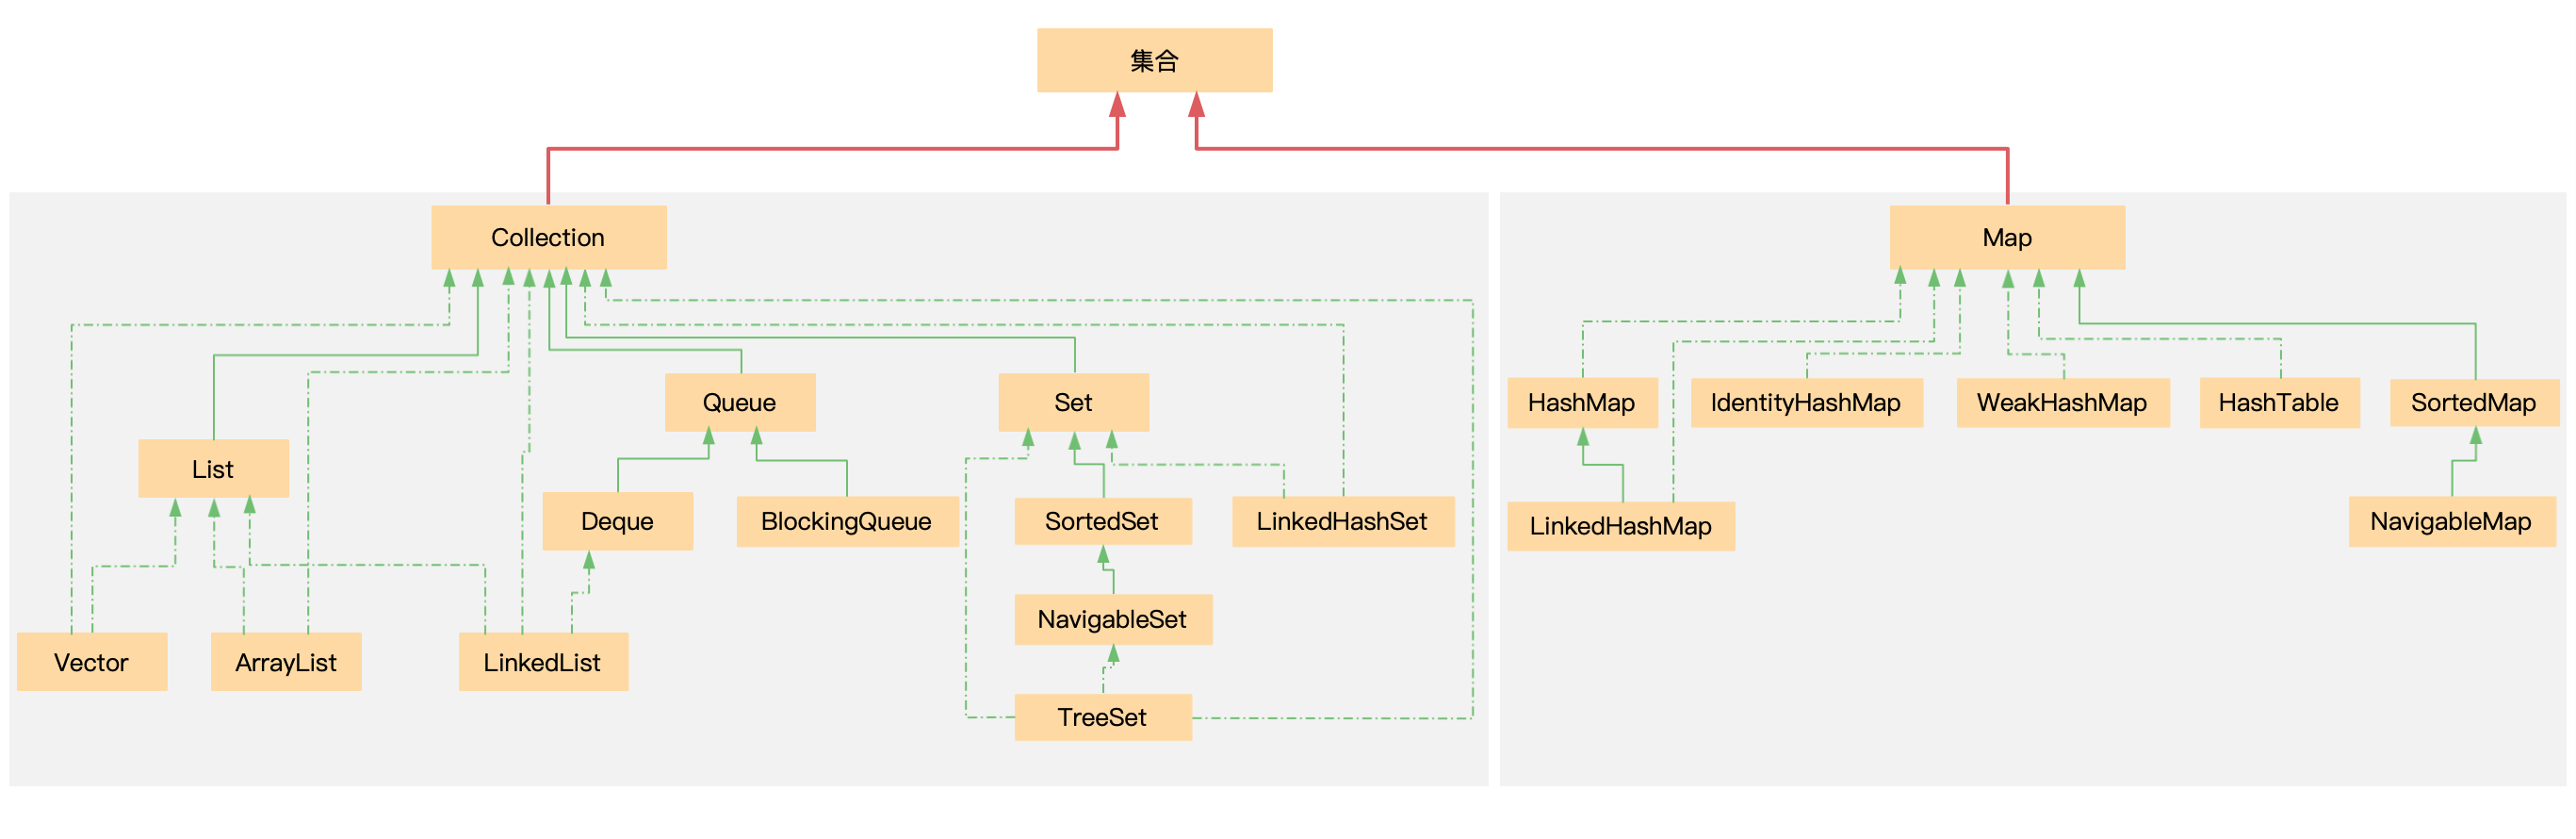 集合
Collection
Map
Queue
Set
HashMap
IdentityHashMap
WeakHashMap
HashTable
SortedMap
List
Deque
BlockingQueue
SortedSet
LinkedHashSet
LinkedHashMap
NavigableMap
NavigableSet
Vector
ArrayList
LinkedList
TreeSet